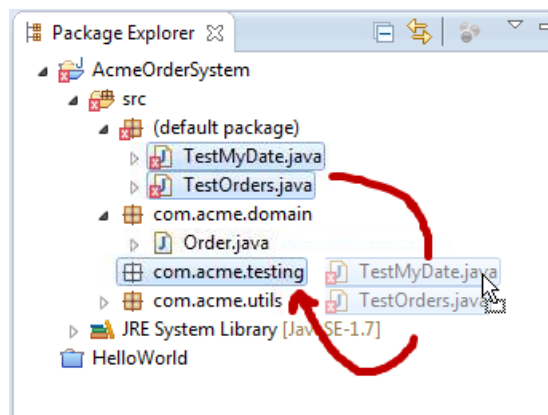 Package Explorer
AcmeOrderSystem
src
(default package)
TestMyDate.java
TestOrders.java
com.acme.domain
Order.java
com.acme.testing TestMyDate.java
com.acme.utils TestOrders.java
JRE System Library [JavaSE-1.7]
HelloWorld